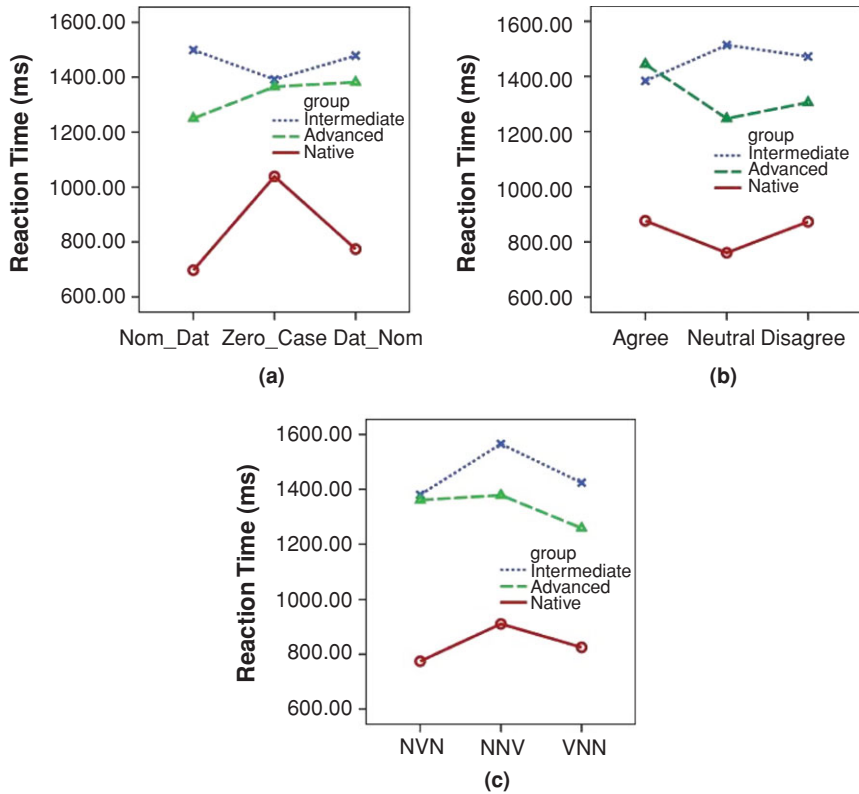 1600.00
1400.00
1200.00
1000.00
800.00
600.00
Reaction Time (ms)
group
Intermediate
Advanced
Native
Nom_Dat Zero_Case Dat_Nom
(a)
1600.00
1400.00
1200.00
1000.00
800.00
600.00
Reaction Time (ms)
group
Intermediate
Advanced
Native
Agree Neutral Disagree
(b)
1600.00
1400.00
1200.00
1000.00
800.00
600.00
Reaction Time (ms)
group
Intermediate
Advanced
Native
NVN NNV VNN
(c)